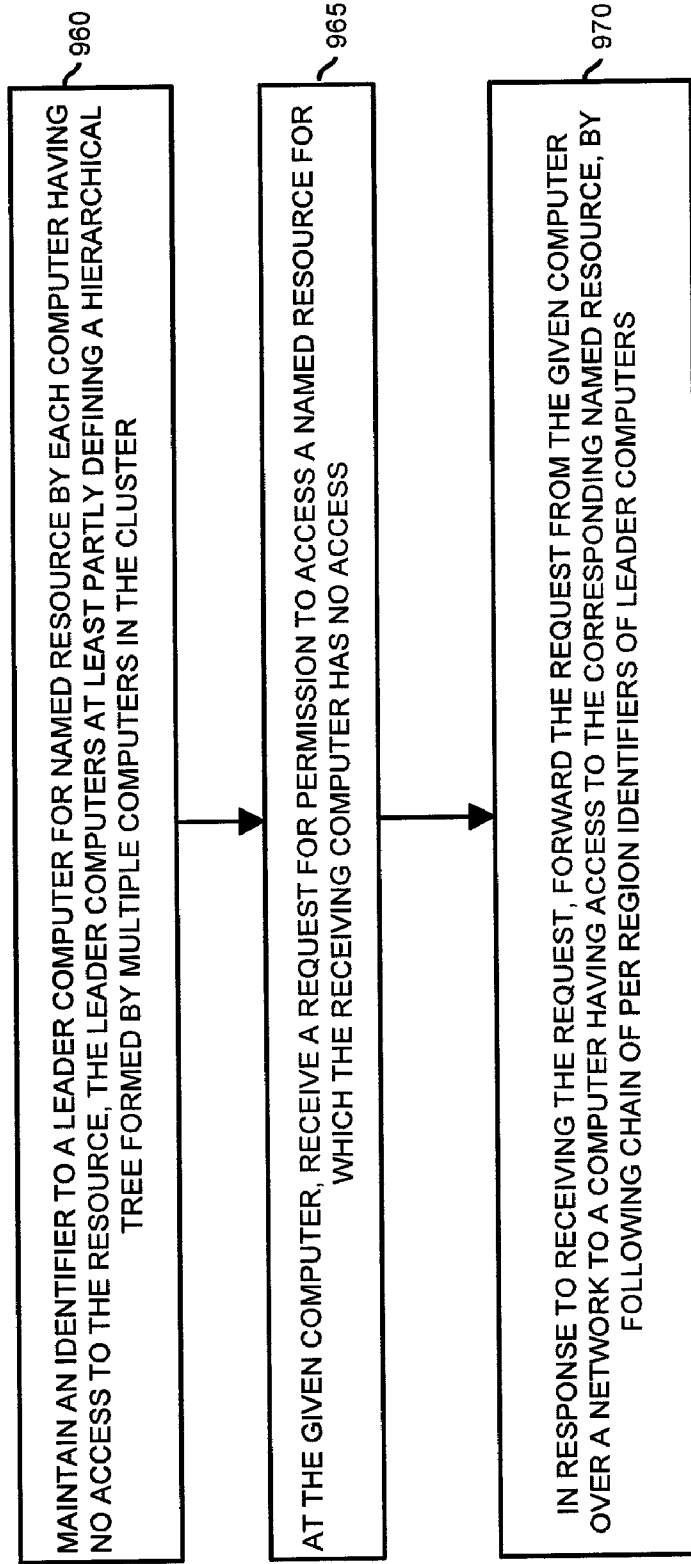 MAINTAIN AN IDENTIFIER TO A LEADER COMPUTER FOR NAMED RESOURCE BY EACH COMPUTER HAVING
NO ACCESS TO THE RESOURCE, THE LEADER COMPUTERS AT LEAST PARTLY DEFINING A HIERARCHICAL
TREE FORMED BY MULTIPLE COMPUTERS IN THE CLUSTER
960
AT THE GIVEN COMPUTER, RECEIVE A REQUEST FOR PERMISSION TO ACCESS A NAMED RESOURCE FOR
WHICH THE RECEIVING COMPUTER HAS NO ACCESS
965
IN RESPONSE TO RECEIVING THE REQUEST, FORWARD THE REQUEST FROM THE GIVEN COMPUTER
OVER A NETWORK TO A COMPUTER HAVING ACCESS TO THE CORRESPONDING NAMED RESOURCE, BY
FOLLOWING CHAIN OF PER REGION IDENTIFIERS OF LEADER COMPUTERS
970